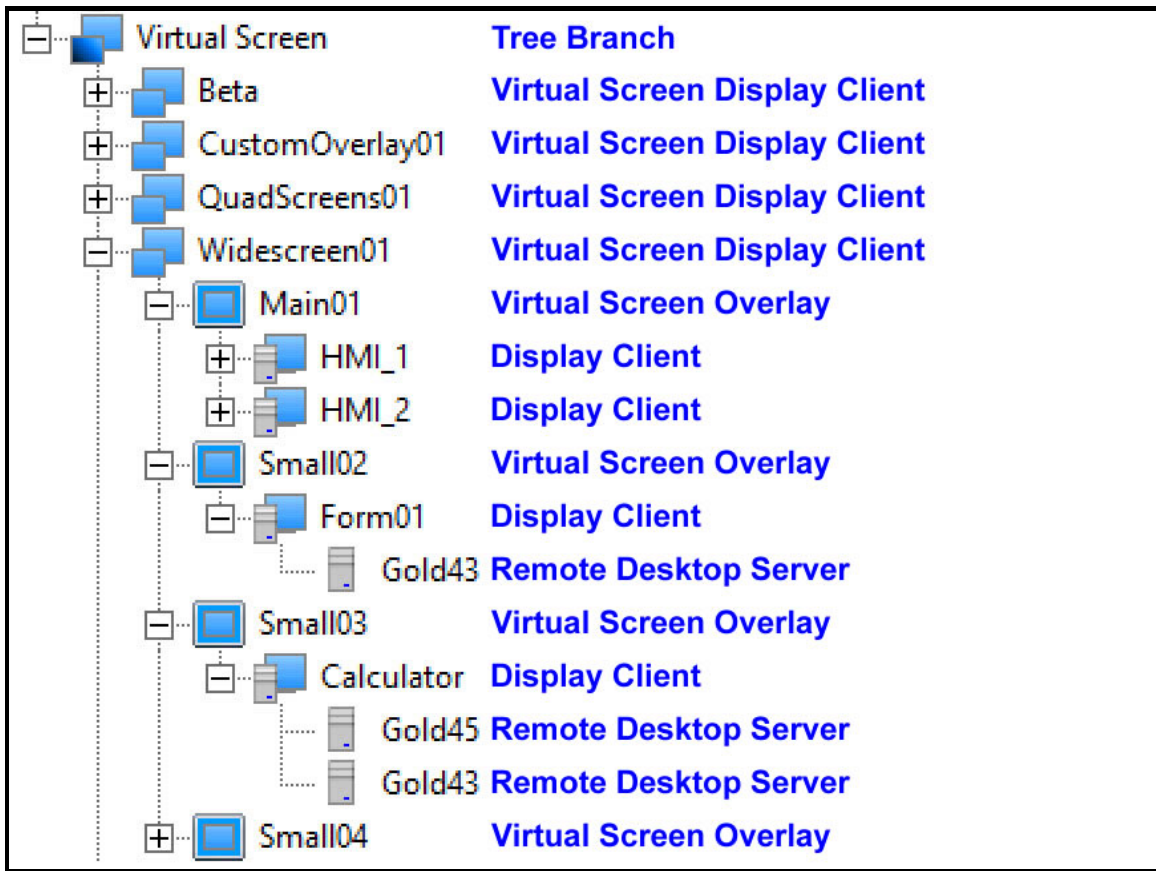 Virtual Screen Tree Branch
Beta Virtual Screen Display Client
CustomOverlay01 Virtual Screen Display Client
QuadScreens01 Virtual Screen Display Client
Widescreen01 Virtual Screen Display Client
Main01 Virtual Screen Overlay
HMI_1 Display Client
HMI_2 Display Client
Small02 Virtual Screen Overlay
Form01 Display Client
Gold43 Remote Desktop Server
Small03 Virtual Screen Overlay
Calculator Display Client
Gold45 Remote Desktop Server
Gold43 Remote Desktop Server
Small04 Virtual Screen Overlay